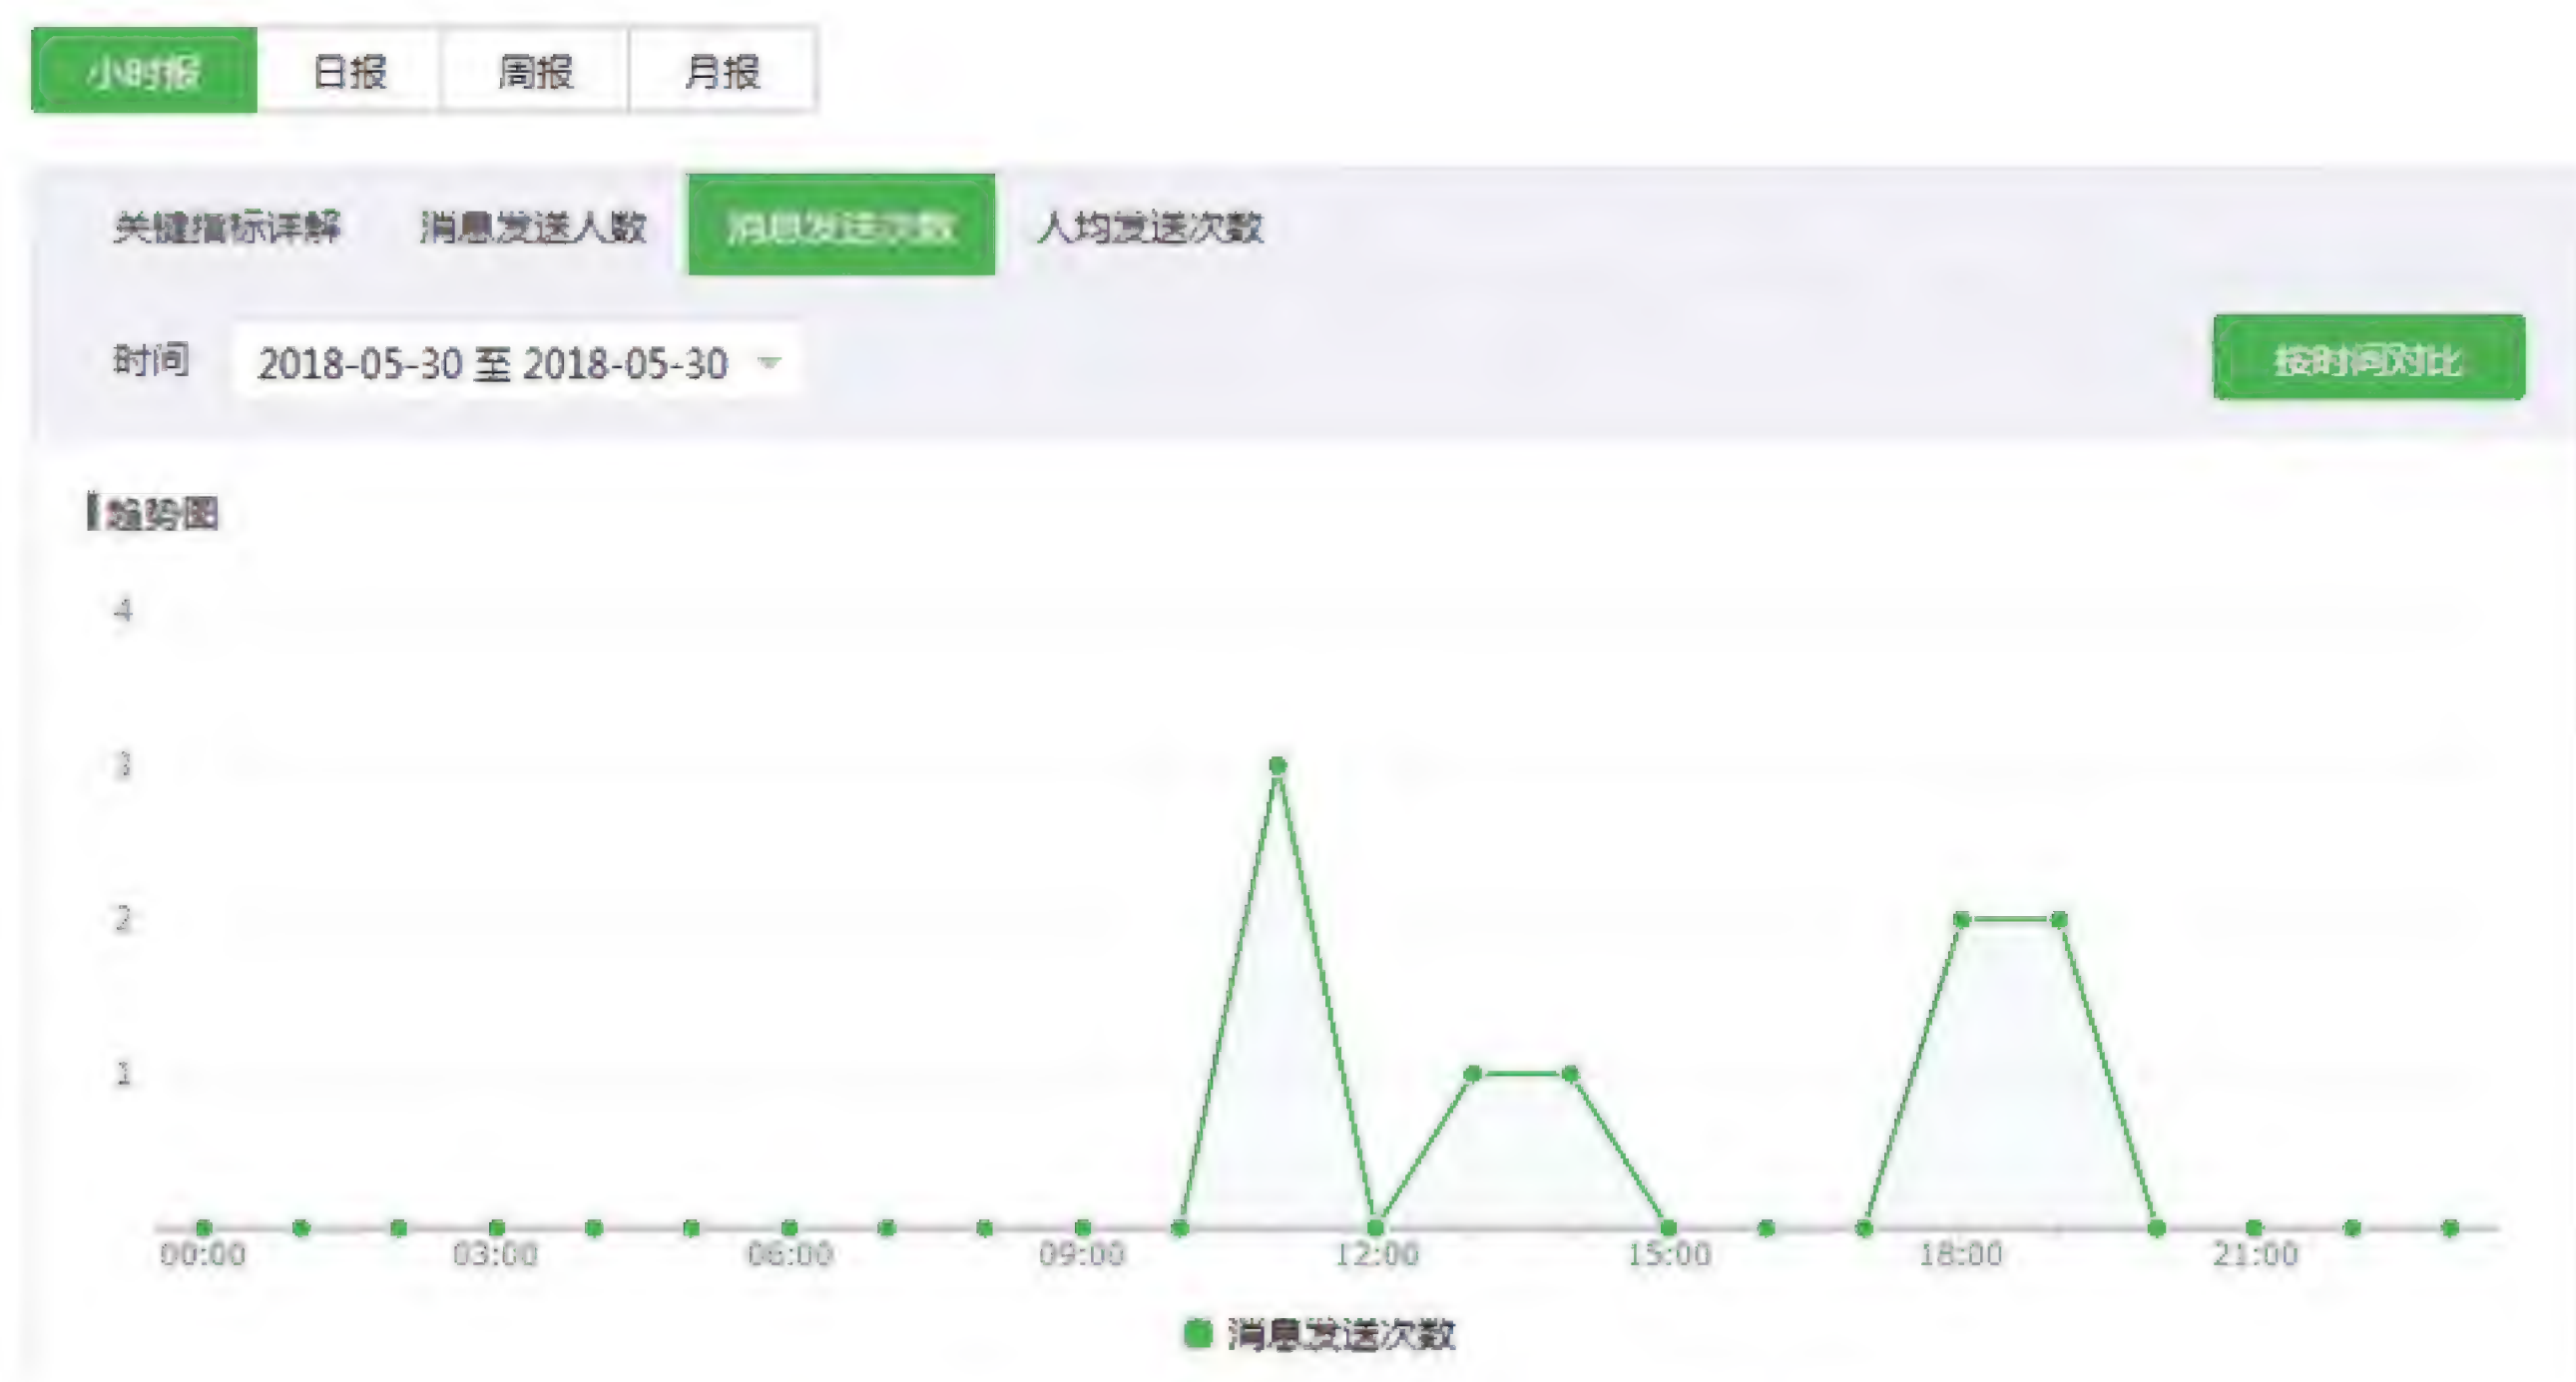 小时报 日报 周报 月报
关键指标详解 消息发送人数 消息发送次数 人均发送次数
时间 2018-05-30 至 2018-05-30 按时间对比
趋势图
4
3
2
1
00:00 03:00 06:00 09:00 12:00 15:00 18:00 21:00
消息发送次数